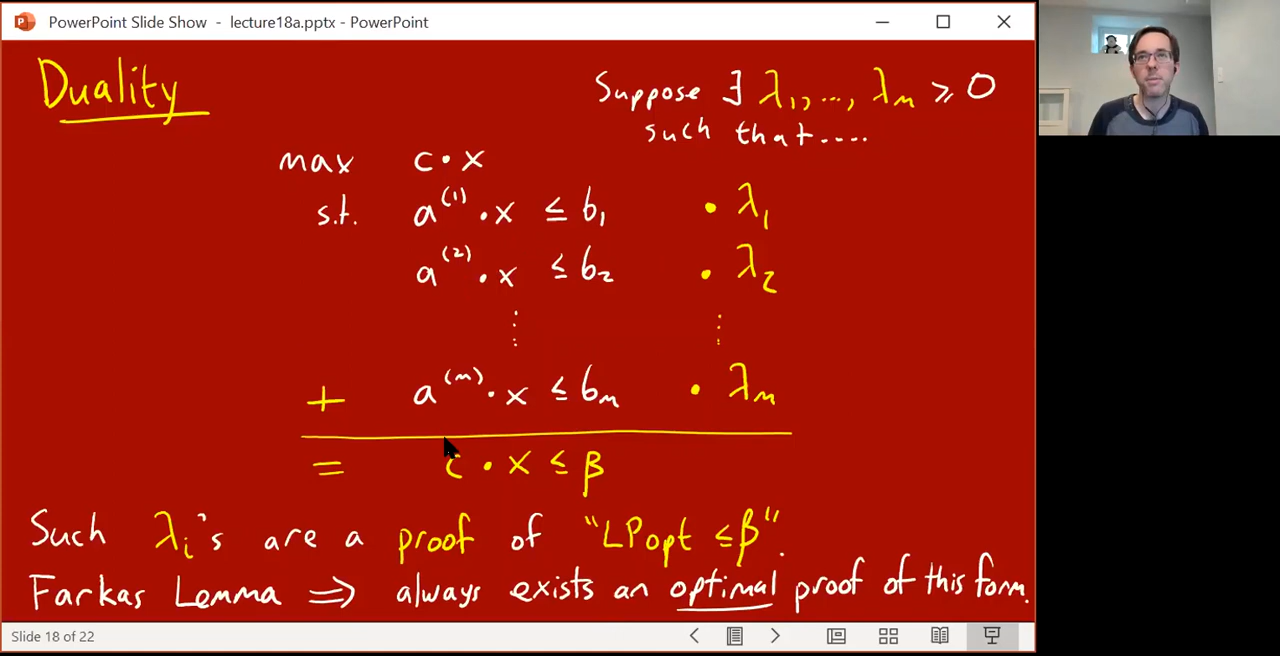 PowerPoint Slide Show - lecture18a.pptx - PowerPoint
Duality
Suppose ∃ λ₁, ..., λₘ ≥ 0
such that....
max c · x
s.t. a⁽¹⁾ · x ≤ b₁ · λ₁
a⁽²⁾ · x ≤ b₂ · λ₂
⋮ ⋮
+ a⁽ᵐ⁾ · x ≤ bₘ · λₘ
= c · x ≤ β
Such λᵢ's are a proof of "LPopt ≤ β".
Farkas Lemma ⟹ always exists an optimal proof of this form.
Slide 18 of 22